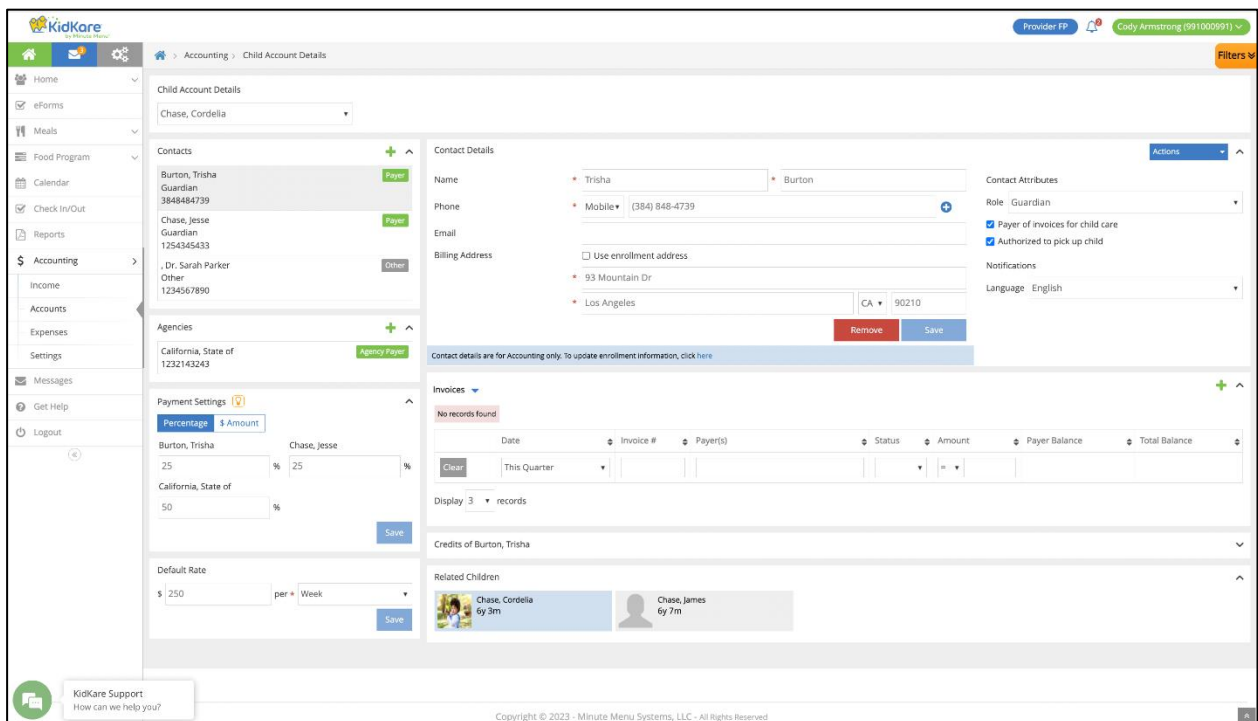 KidKare
by Minute Menu
Provider FP
2
Cody Armstrong (991000991)
3
> Accounting > Child Account Details
Filters
Home
eForms
Meals
Food Program
Calendar
Check In/Out
Reports
$ Accounting
Income
Accounts
Expenses
Settings
Messages
Get Help
Logout
Child Account Details
Chase, Cordelia
Contacts
Burton, Trisha Payer
Guardian
3848484739
Chase, Jesse Payer
Guardian
1254345433
, Dr. Sarah Parker Other
Other
1234567890
Agencies
California, State of Agency Payer
1232143243
Payment Settings
Percentage $ Amount
Burton, Trisha Chase, Jesse
25 % 25 %
California, State of
50 %
Save
Default Rate
$ 250 per * Week
Save
Contact Details
Actions
Name * Trisha * Burton
Phone * Mobile (384) 848-4739
Email
Billing Address Use enrollment address
* 93 Mountain Dr
* Los Angeles CA 90210
Remove Save
Contact Attributes
Role Guardian
Payer of invoices for child care
Authorized to pick up child
Notifications
Language English
Contact details are for Accounting only. To update enrollment information, click here
Invoices
No records found
Date Invoice # Payer(s) Status Amount Payer Balance Total Balance
Clear This Quarter =
Display 3 records
Credits of Burton, Trisha
Related Children
Chase, Cordelia
6y 3m
Chase, James
6y 7m
KidKare Support
How can we help you?
Copyright © 2023 - Minute Menu Systems, LLC - All Rights Reserved